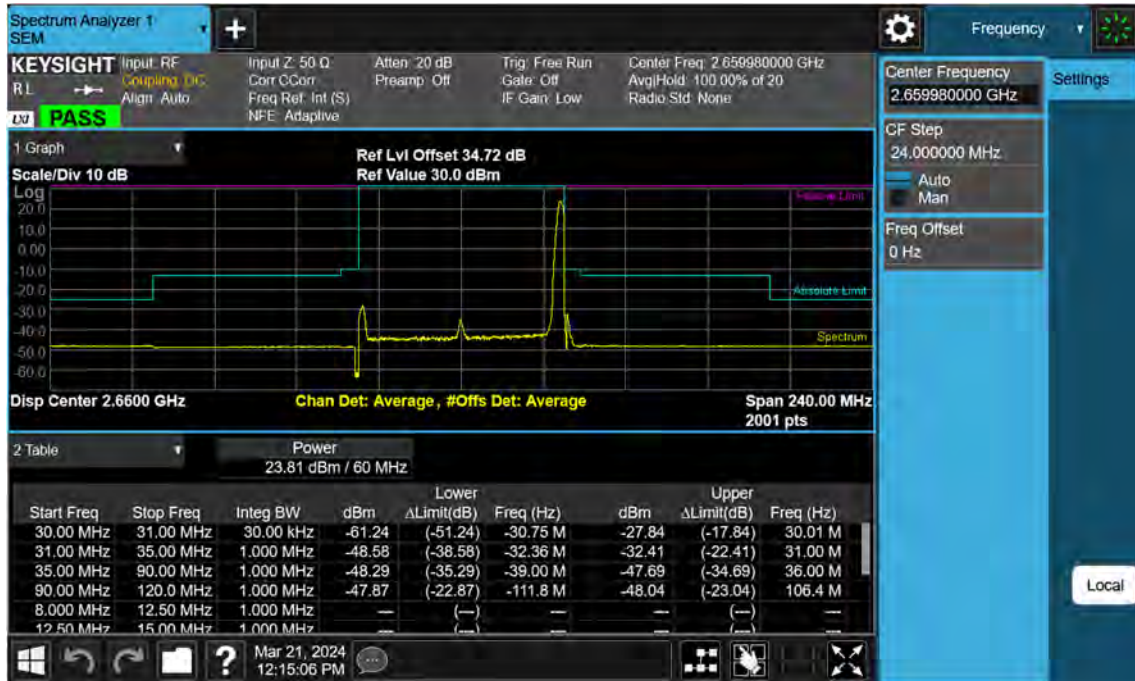 Spectrum Analyzer 1
SEM
+
Frequency
KEYSIGHT
RL
LXI
PASS
Input: RF
Coupling: DC
Align: Auto
Input Z: 50 Ω
Corr CCorr
Freq Ref: Int (S)
NFE: Adaptive
Atten: 20 dB
Preamp: Off
Trig: Free Run
Gate: Off
IF Gain: Low
Center Freq: 2.659980000 GHz
Avg|Hold: 100.00% of 20
Radio Std: None
Center Frequency
2.659980000 GHz
Settings
CF Step
24.000000 MHz
Auto
Man
Freq Offset
0 Hz
1 Graph
Scale/Div 10 dB
Ref Lvl Offset 34.72 dB
Ref Value 30.0 dBm
Log
20.0
10.0
0.00
-10.0
-20.0
-30.0
-40.0
-50.0
-60.0
Relative Limit
Absolute Limit
Spectrum
Disp Center 2.6600 GHz
Chan Det: Average , #Offs Det: Average
Span 240.00 MHz
2001 pts
2 Table
Power
23.81 dBm / 60 MHz
Lower Upper
Start Freq Stop Freq Integ BW dBm ΔLimit(dB) Freq (Hz) dBm ΔLimit(dB) Freq (Hz)
30.00 MHz 31.00 MHz 30.00 kHz -61.24 (-51.24) -30.75 M -27.84 (-17.84) 30.01 M
31.00 MHz 35.00 MHz 1.000 MHz -48.58 (-38.58) -32.36 M -32.41 (-22.41) 31.00 M
35.00 MHz 90.00 MHz 1.000 MHz -48.29 (-35.29) -39.00 M -47.69 (-34.69) 36.00 M
90.00 MHz 120.0 MHz 1.000 MHz -47.87 (-22.87) -111.8 M -48.04 (-23.04) 106.4 M
8.000 MHz 12.50 MHz 1.000 MHz --- (---) --- --- (---) ---
12.50 MHz 15.00 MHz 1.000 MHz --- (---) --- --- (---) ---
Local
?
Mar 21, 2024
12:15:06 PM